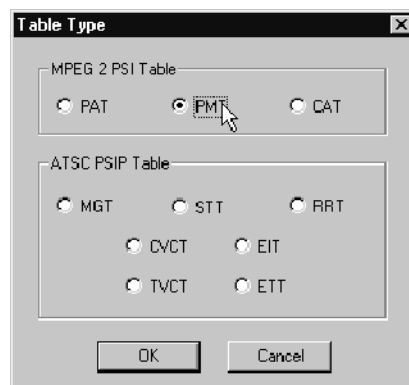 Table Type
MPEG 2 PSI Table
PAT PMT CAT
ATSC PSIP Table
MGT STT RRT
CVCT EIT
TVCT ETT
OK Cancel